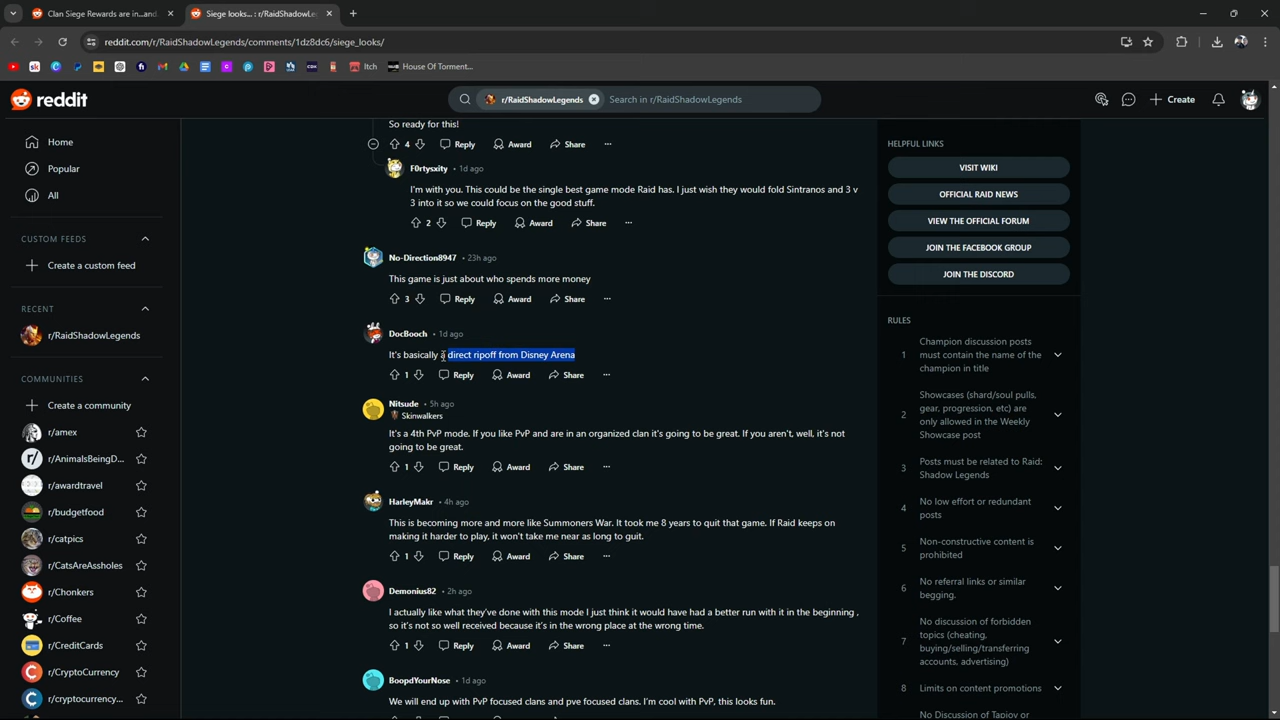 Clan Siege Rewards are in...and.
Siege looks... : r/RaidShadowLe
reddit.com/r/RaidShadowLegends/comments/1dz8dc6/siege_looks/
Itch
House Of Torment...
reddit
r/RaidShadowLegends
Search in r/RaidShadowLegends
Create
Home
Popular
All
CUSTOM FEEDS
Create a custom feed
RECENT
r/RaidShadowLegends
COMMUNITIES
Create a community
r/amex
r/AnimalsBeingD...
r/awardtravel
r/budgetfood
r/catpics
r/CatsAreAssholes
r/Chonkers
r/Coffee
r/CreditCards
r/CryptoCurrency
r/cryptocurrency...
So ready for this!
4 Reply Award Share
F0rtysxity • 1d ago
I'm with you. This could be the single best game mode Raid has. I just wish they would fold Sintranos and 3 v
3 into it so we could focus on the good stuff.
2 Reply Award Share
No-Direction8947 • 23h ago
This game is just about who spends more money
3 Reply Award Share
DocBooch • 1d ago
It's basically a direct ripoff from Disney Arena
1 Reply Award Share
Nitsude • 5h ago
Skinwalkers
It's a 4th PvP mode. If you like PvP and are in an organized clan it's going to be great. If you aren't, well, it's not
going to be great.
1 Reply Award Share
HarleyMakr • 4h ago
This is becoming more and more like Summoners War. It took me 8 years to quit that game. If Raid keeps on
making it harder to play, it won't take me near as long to guit.
1 Reply Award Share
Demonius82 • 2h ago
I actually like what they've done with this mode I just think it would have had a better run with it in the beginning ,
so it's not so well received because it's in the wrong place at the wrong time.
1 Reply Award Share
BoopdYourNose • 1d ago
We will end up with PvP focused clans and pve focused clans. I'm cool with PvP, this looks fun.
HELPFUL LINKS
VISIT WIKI
OFFICIAL RAID NEWS
VIEW THE OFFICIAL FORUM
JOIN THE FACEBOOK GROUP
JOIN THE DISCORD
RULES
1 Champion discussion posts
must contain the name of the
champion in title
2 Showcases (shard/soul pulls,
gear, progression, etc) are
only allowed in the Weekly
Showcase post
3 Posts must be related to Raid:
Shadow Legends
4 No low effort or redundant
posts
5 Non-constructive content is
prohibited
6 No referral links or similar
begging.
7 No discussion of forbidden
topics (cheating,
buying/selling/transferring
accounts, advertising)
8 Limits on content promotions
No Discussion of Tapjoy or